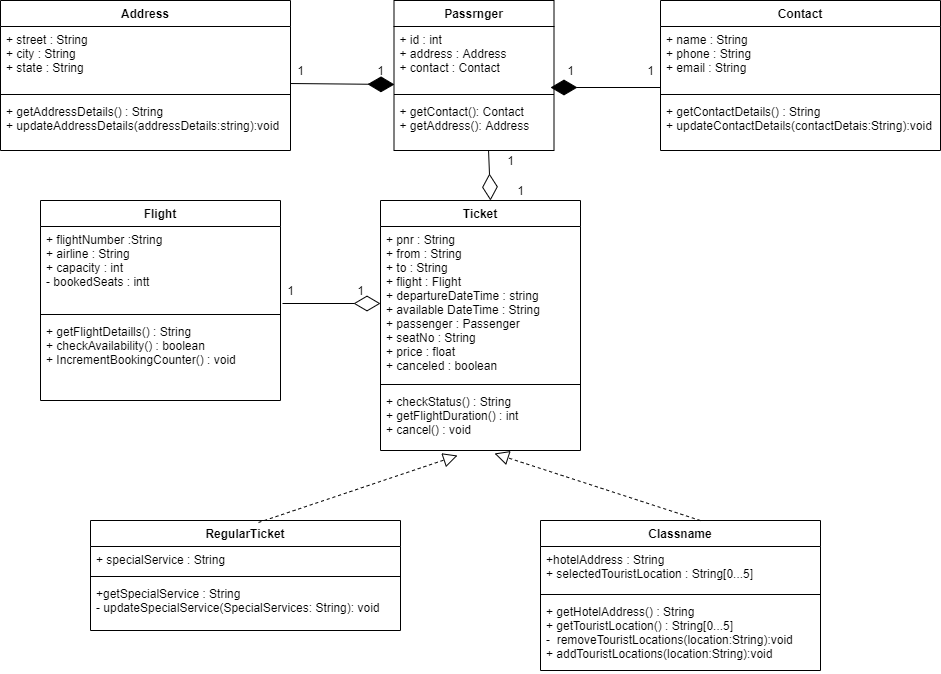 Address
+ street : String
+ city : String
+ state : String
+ getAddressDetails() : String
+ updateAddressDetails(addressDetails:string):void
1
1
Passrnger
+ id : int
+ address : Address
+ contact : Contact
+ getContact(): Contact
+ getAddress(): Address
1
1
Contact
+ name : String
+ phone : String
+ email : String
+ getContactDetails() : String
+ updateContactDetails(contactDetais:String):void
1
1
Flight
+ flightNumber :String
+ airline : String
+ capacity : int
- bookedSeats : intt
+ getFlightDetaills() : String
+ checkAvailability() : boolean
+ IncrementBookingCounter() : void
1
1
Ticket
+ pnr : String
+ from : String
+ to : String
+ flight : Flight
+ departureDateTime : string
+ available DateTime : String
+ passenger : Passenger
+ seatNo : String
+ price : float
+ canceled : boolean
+ checkStatus() : String
+ getFlightDuration() : int
+ cancel() : void
RegularTicket
+ specialService : String
+getSpecialService : String
- updateSpecialService(SpecialServices: String): void
Classname
+hotelAddress : String
+ selectedTouristLocation : String[0...5]
+ getHotelAddress() : String
+ getTouristLocation() : String[0...5]
- removeTouristLocations(location:String):void
+ addTouristLocations(location:String):void